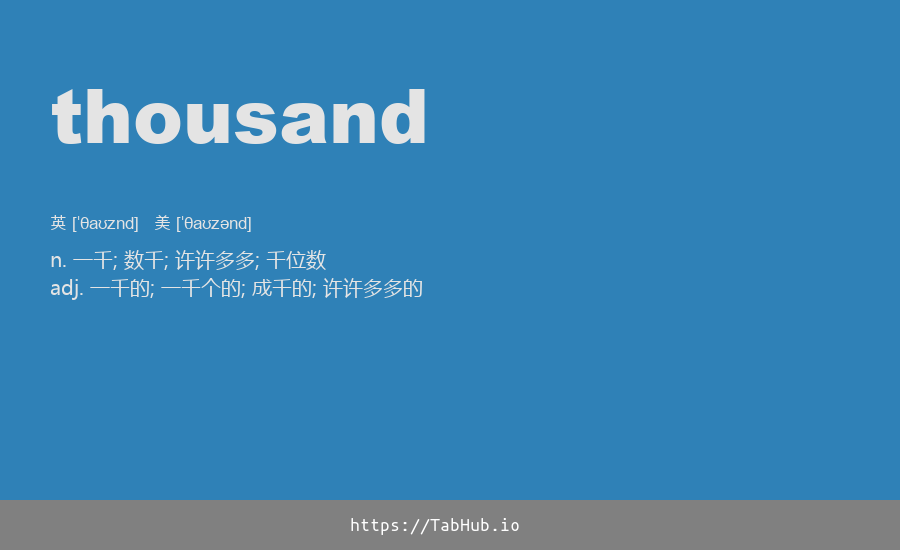 thousand
英 [ˈθaʊznd] 美 [ˈθaʊzənd]
n. 一千; 数千; 许许多多; 千位数
adj. 一千的; 一千个的; 成千的; 许许多多的
https://TabHub.io